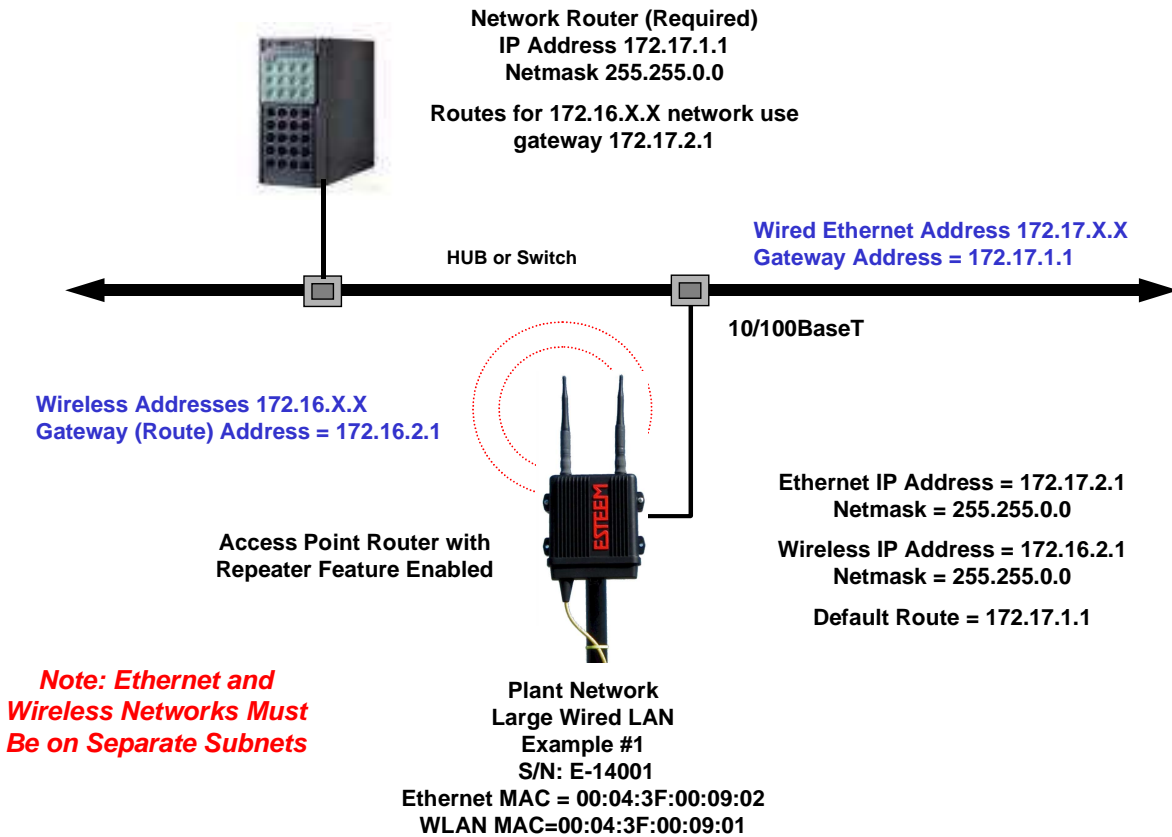 Network Router (Required)
IP Address 172.17.1.1
Netmask 255.255.0.0
Routes for 172.16.X.X network use
gateway 172.17.2.1
Wired Ethernet Address 172.17.X.X
Gateway Address = 172.17.1.1
HUB or Switch
10/100BaseT
Wireless Addresses 172.16.X.X
Gateway (Route) Address = 172.16.2.1
ESTEEM
Access Point Router with
Repeater Feature Enabled
Ethernet IP Address = 172.17.2.1
Netmask = 255.255.0.0
Wireless IP Address = 172.16.2.1
Netmask = 255.255.0.0
Default Route = 172.17.1.1
Note: Ethernet and
Wireless Networks Must
Be on Separate Subnets
Plant Network
Large Wired LAN
Example #1
S/N: E-14001
Ethernet MAC = 00:04:3F:00:09:02
WLAN MAC=00:04:3F:00:09:01